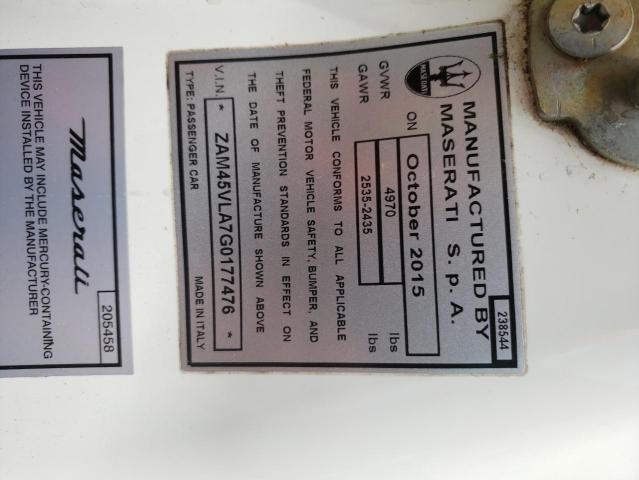 238544
MANUFACTURED BY
MASERATI S. p. A.
MASERATI
ON October 2015
GVWR 4970 lbs
GAWR 2535-2435 lbs
THIS VEHICLE CONFORMS TO ALL APPLICABLE
FEDERAL MOTOR VEHICLE SAFETY, BUMPER, AND
THEFT PREVENTION STANDARDS IN EFFECT ON
THE DATE OF MANUFACTURE SHOWN ABOVE
V.I.N. * ZAM45VLA7G0177476 *
TYPE: PASSENGER CAR MADE IN ITALY
205458
Maserati
THIS VEHICLE MAY INCLUDE MERCURY-CONTAINING
DEVICE INSTALLED BY THE MANUFACTURER